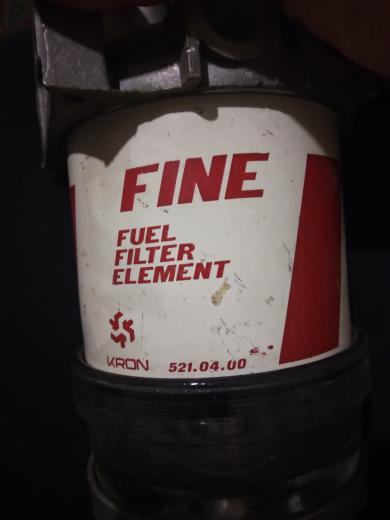 FINE
FUEL
FILTER
ELEMENT
KRON 521.04.00